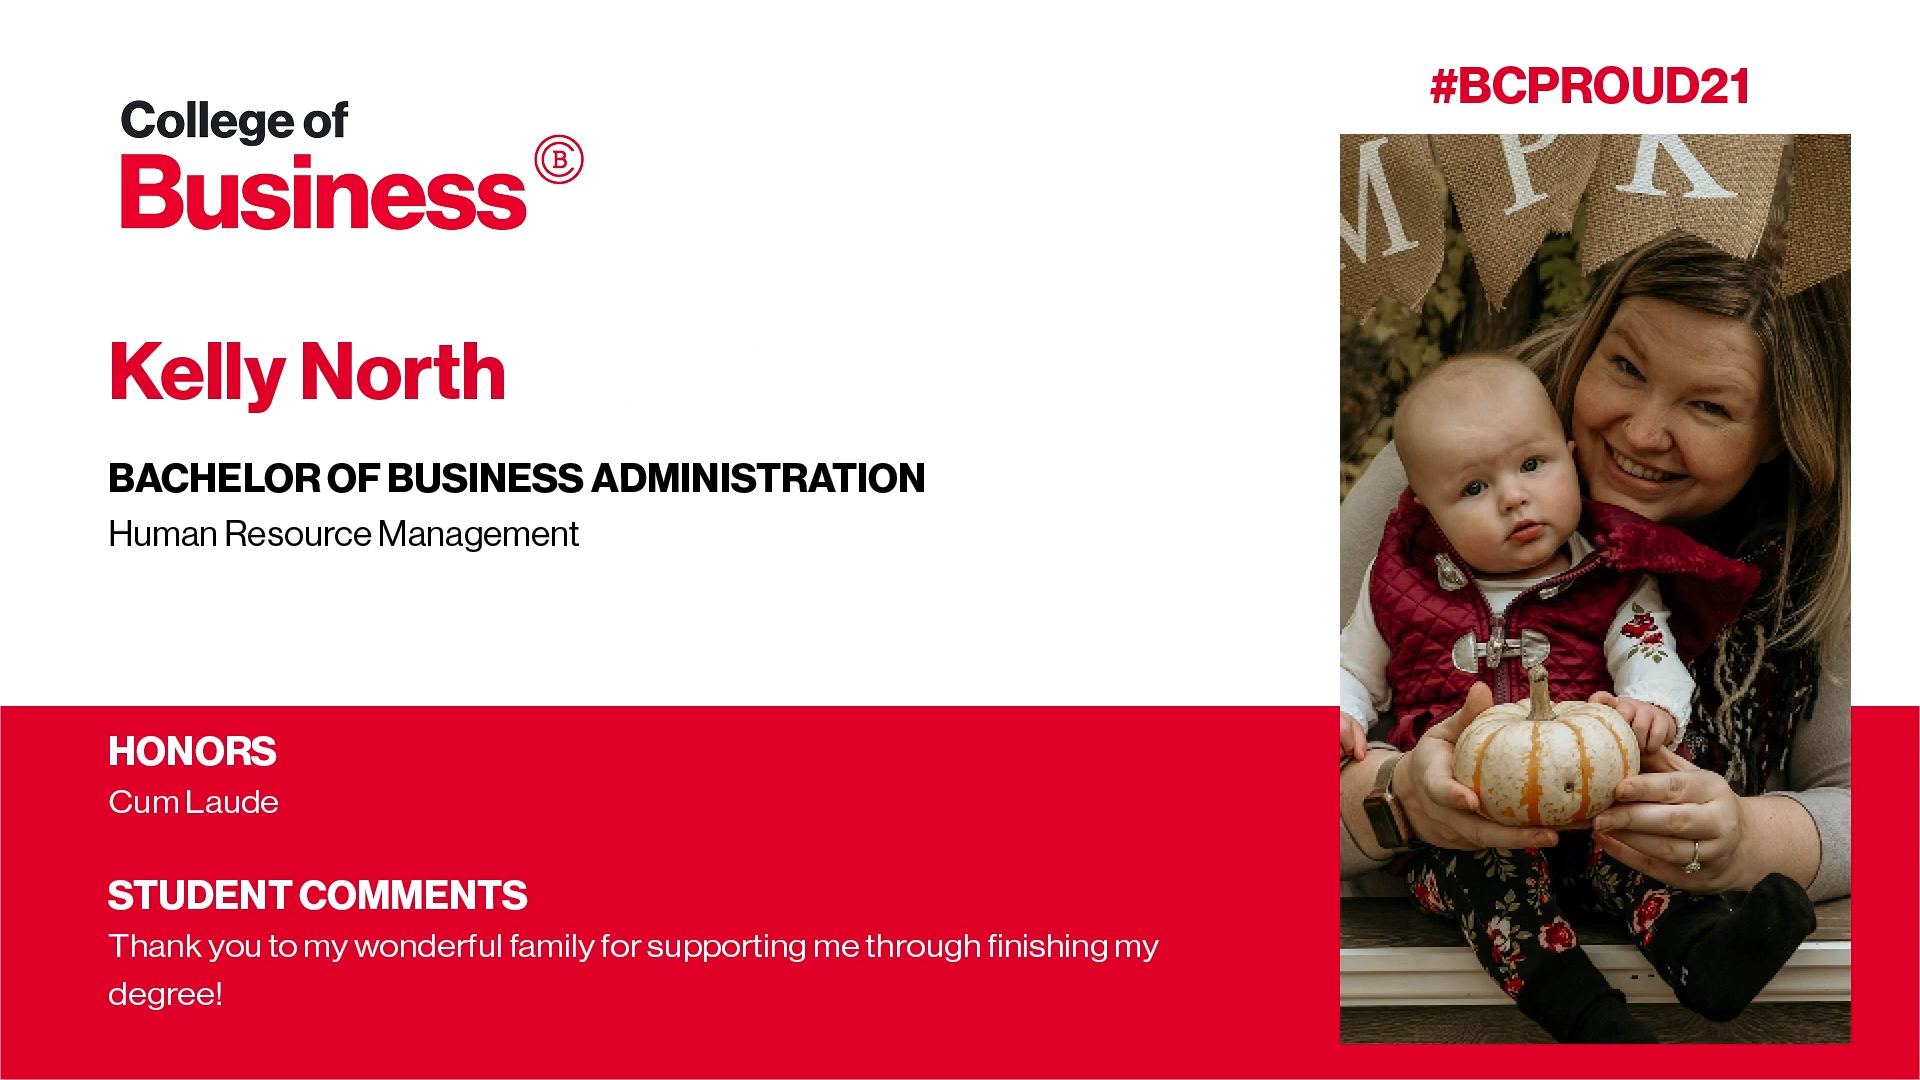 College of
Business
B
#BCPROUD21
M P K
Kelly North
BACHELOR OF BUSINESS ADMINISTRATION
Human Resource Management
HONORS
Cum Laude
STUDENT COMMENTS
Thank you to my wonderful family for supporting me through finishing my
degree!